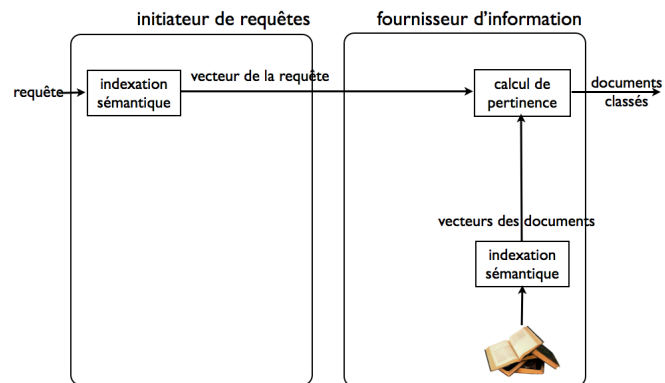 initiateur de requêtes
fournisseur d'information
requête
indexation
sémantique
vecteur de la requête
calcul de
pertinence
documents
classés
vecteurs des documents
indexation
sémantique